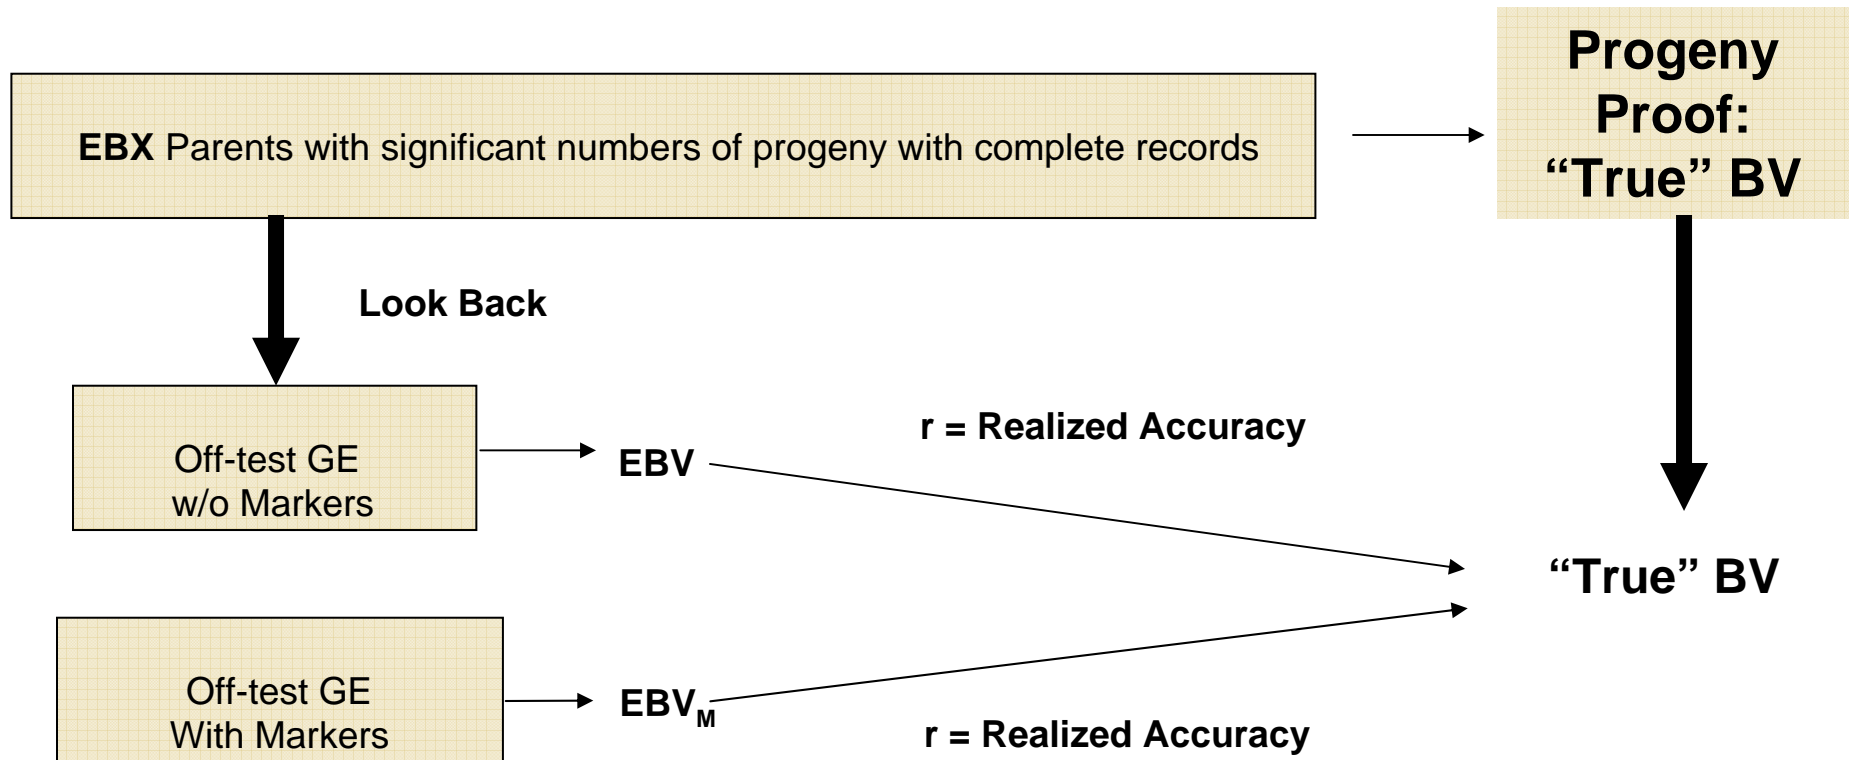 Progeny
Proof:
“True” BV
EBX Parents with significant numbers of progeny with complete records
Look Back
Off-test GE
w/o Markers
EBV
r = Realized Accuracy
“True” BV
Off-test GE
With Markers
EBVM
r = Realized Accuracy